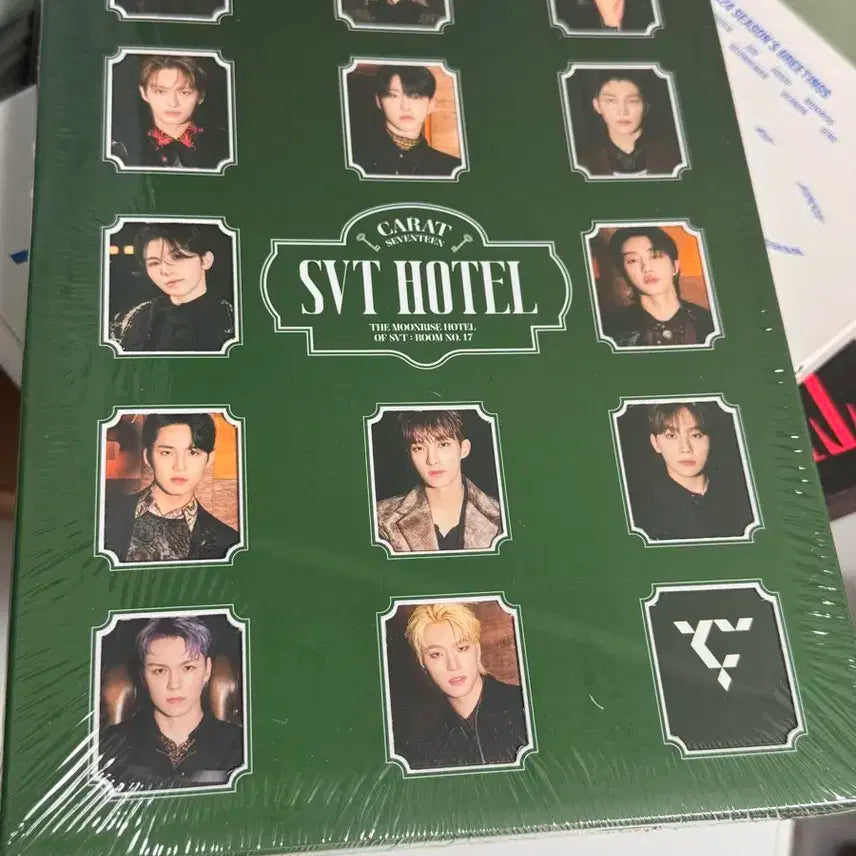 CARAT
SEVENTEEN
SVT HOTEL
THE MOONRISE HOTEL
OF SVT : ROOM NO. 17
SEASON'S GREETINGS